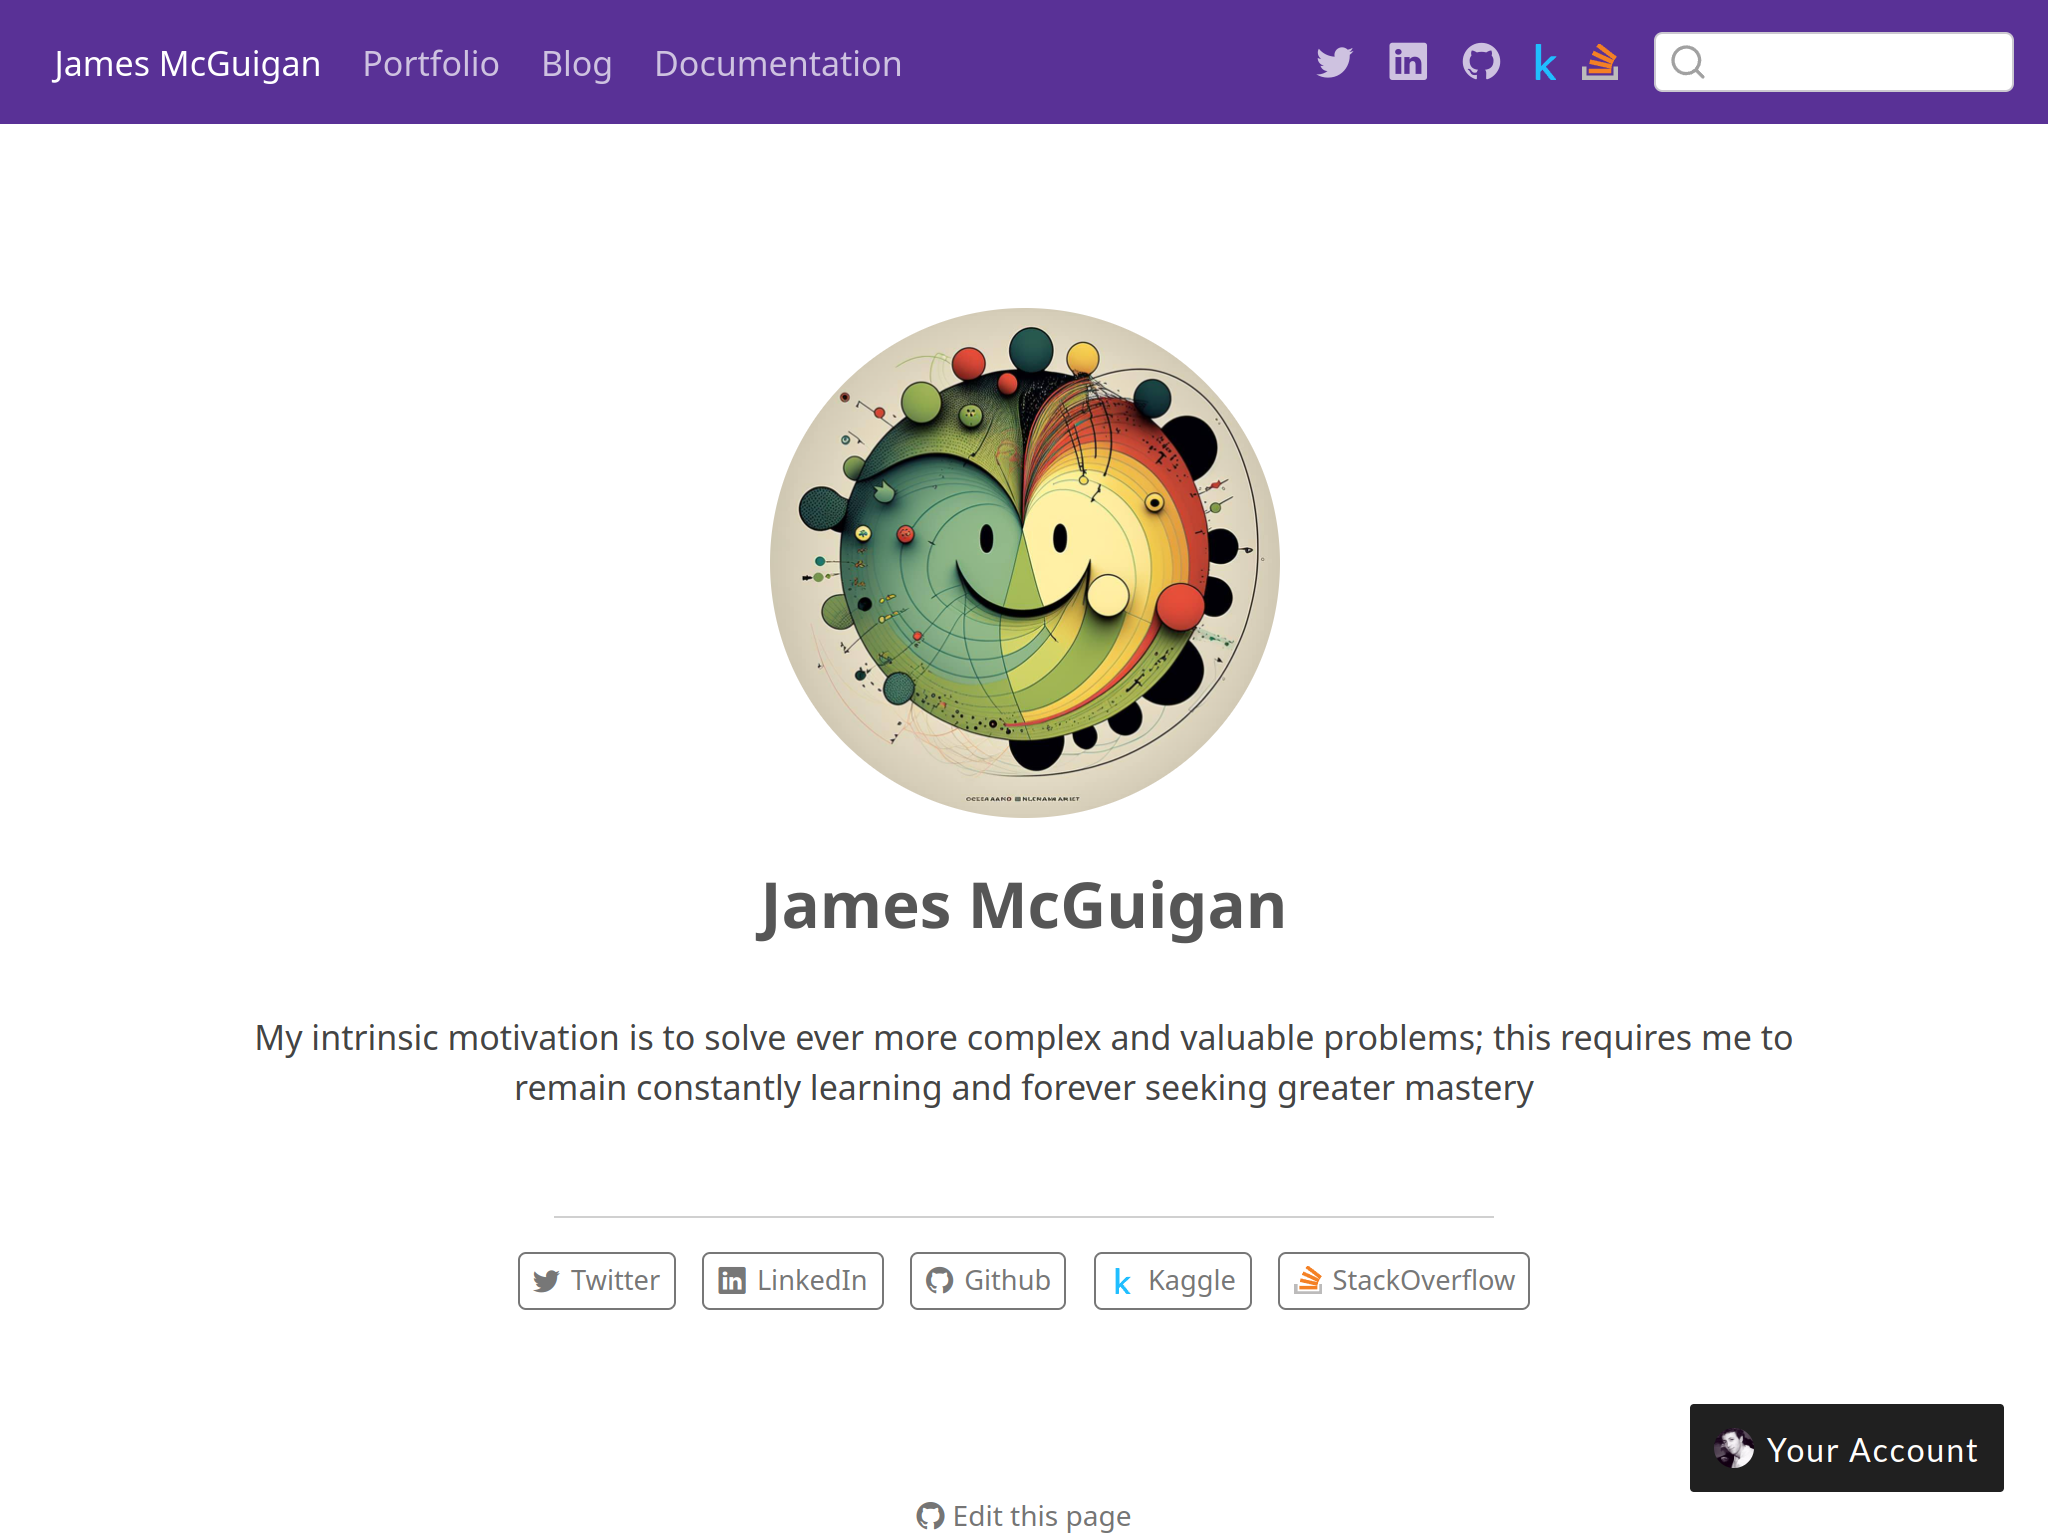 James McGuigan Portfolio Blog Documentation
James McGuigan
My intrinsic motivation is to solve ever more complex and valuable problems; this requires me to
remain constantly learning and forever seeking greater mastery
Twitter LinkedIn Github Kaggle StackOverflow
Your Account
Edit this page